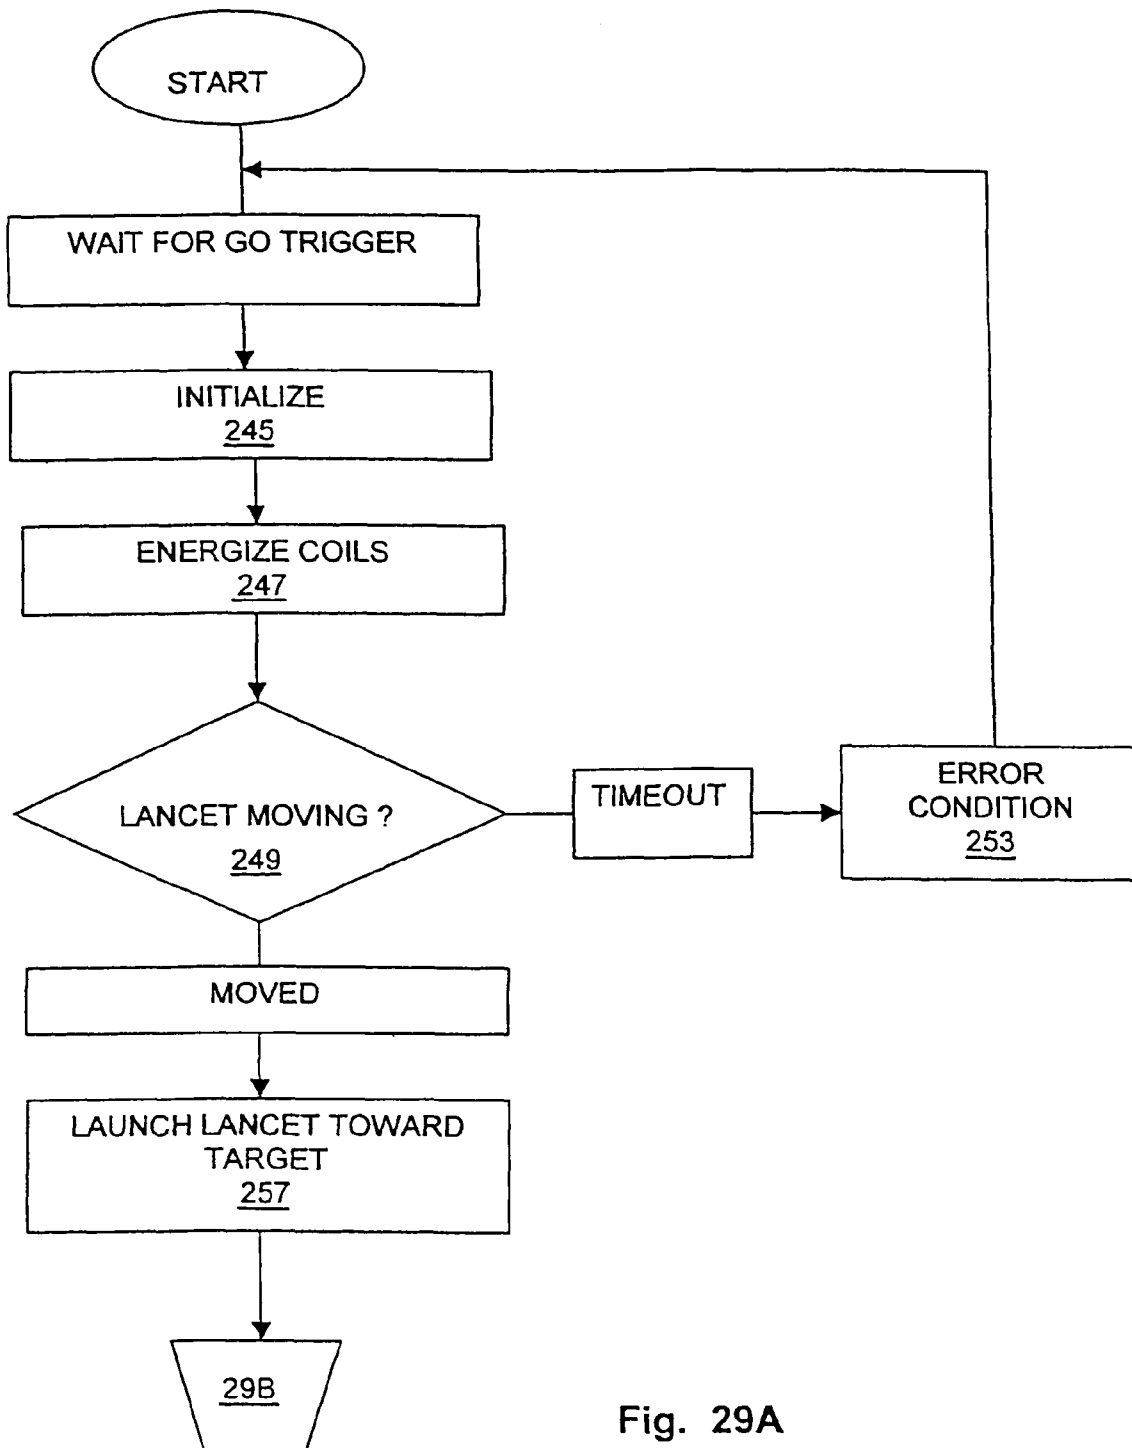 START
WAIT FOR GO TRIGGER
INITIALIZE
245
ENERGIZE COILS
247
LANCET MOVING ?
249
TIMEOUT
ERROR
CONDITION
253
MOVED
LAUNCH LANCET TOWARD
TARGET
257
29B
Fig. 29A